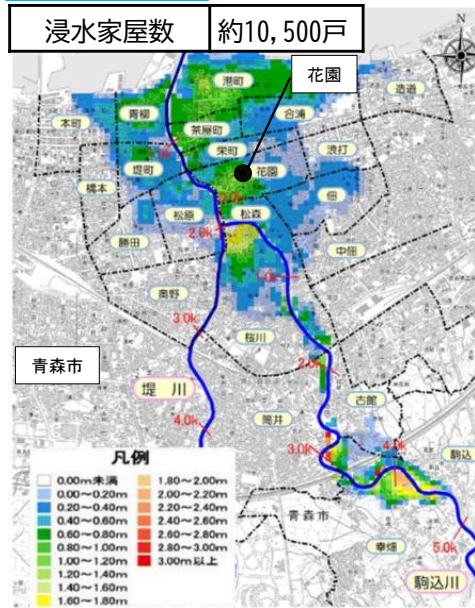 浸水家屋数 約10,500戸
花園
港町
造道
本町
青柳
合浦
茶屋町
栄町
浪打
堤町
花園
橋本
佃
松原
松森
勝田
2.0k
中佃
奥野
3.0k
桜川
2.0k
青森市
堤川
古館
4.0k
筒井
3.0k
4.0k
駒込
青森市
幸畑
5.0k
駒込川
凡例
0.00m未満
0.00～0.20m
0.20～0.40m
0.40～0.60m
0.60～0.80m
0.80～1.00m
1.00～1.20m
1.20～1.40m
1.40～1.60m
1.60～1.80m
1.80～2.00m
2.00～2.20m
2.20～2.40m
2.40～2.60m
2.60～2.80m
2.80～3.00m
3.00m以上